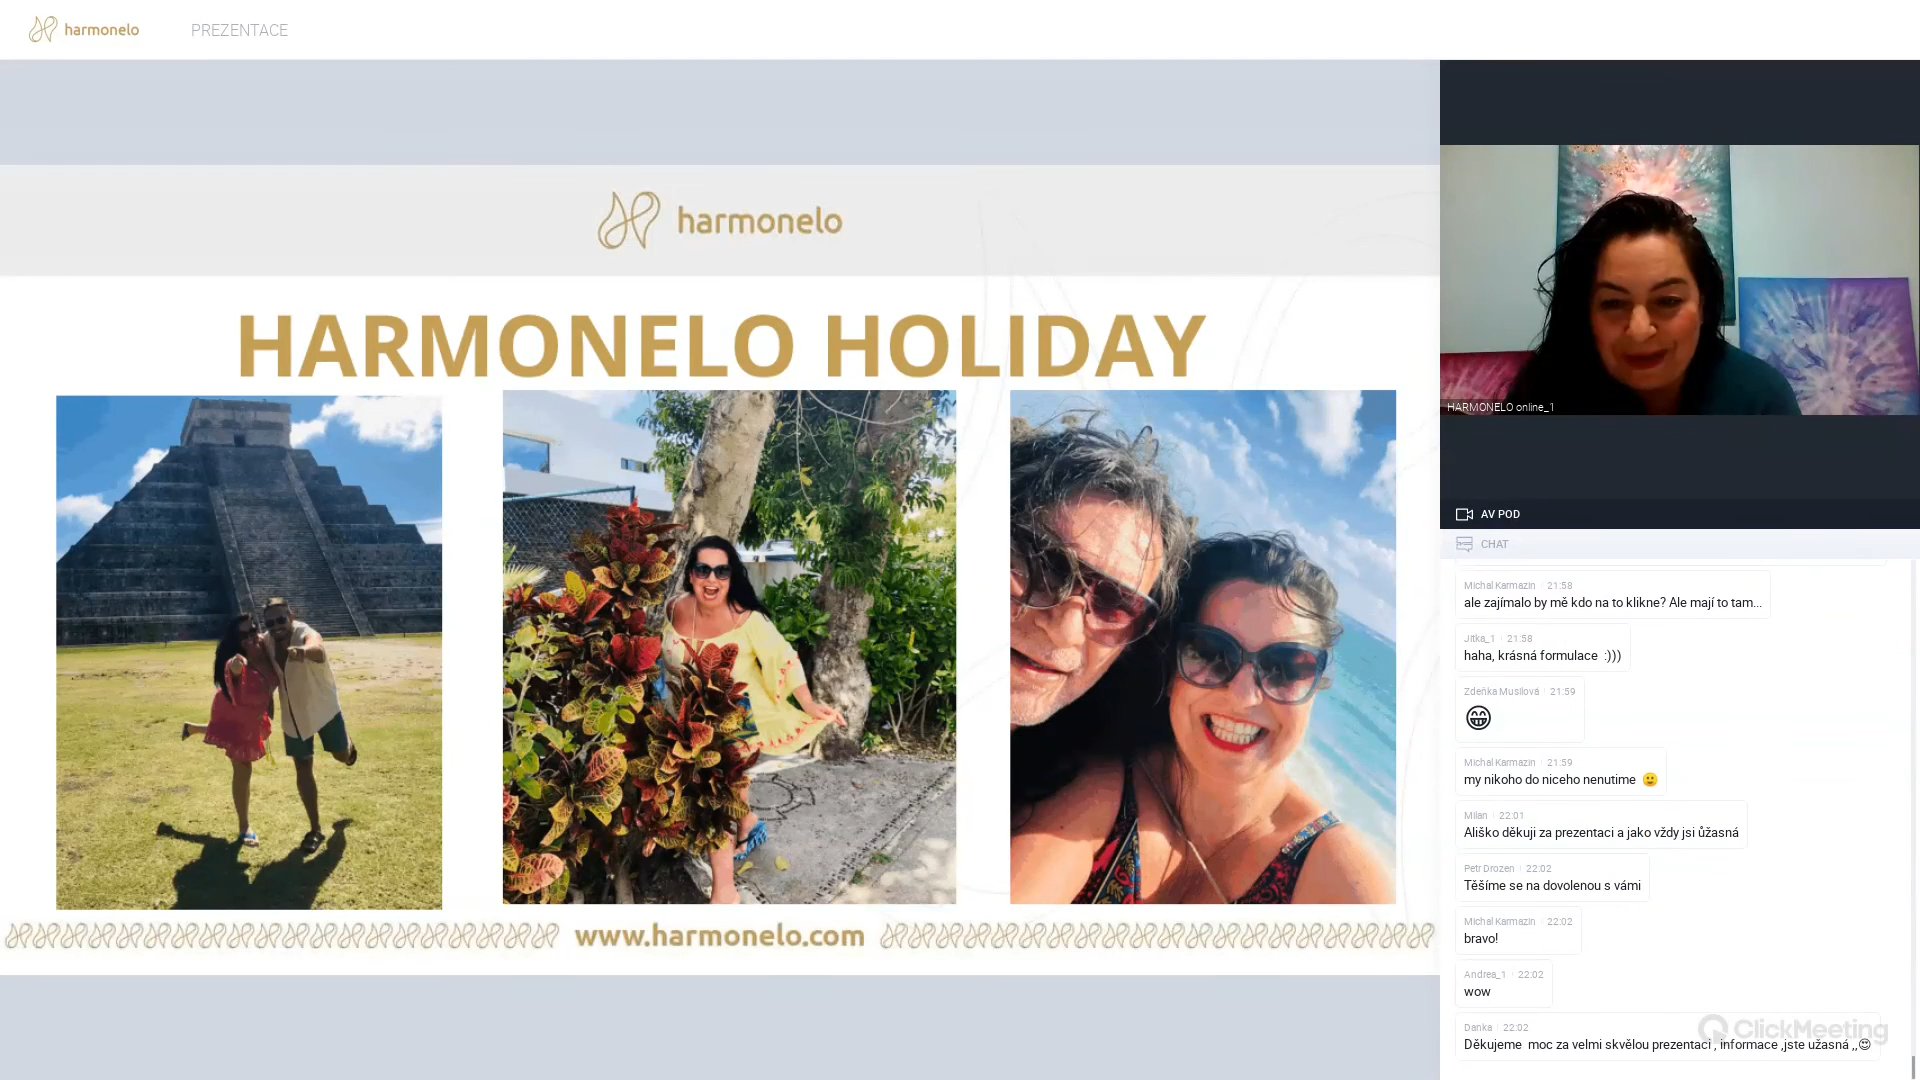 harmonelo
PREZENTACE
harmonelo
HARMONELO HOLIDAY
www.harmonelo.com
HARMONELO online_1
AV POD
CHAT
Michal Karmazin 21:58
ale zajímalo by mě kdo na to klikne? Ale mají to tam...
Jitka_1 21:58
haha, krásná formulace :)))
Zdeňka Musilová 21:59
😁
Michal Karmazin 21:59
my nikoho do niceho nenutime 🙂
Milan 22:01
Ališko děkuji za prezentaci a jako vždy jsi ůžasná
Petr Drozen 22:02
Těšíme se na dovolenou s vámi
Michal Karmazin 22:02
bravo!
Andrea_1 22:02
wow
Danka 22:02
ClickMeeting
Děkujeme moc za velmi skvělou prezentaci , informace ,jste užasná ,,😍